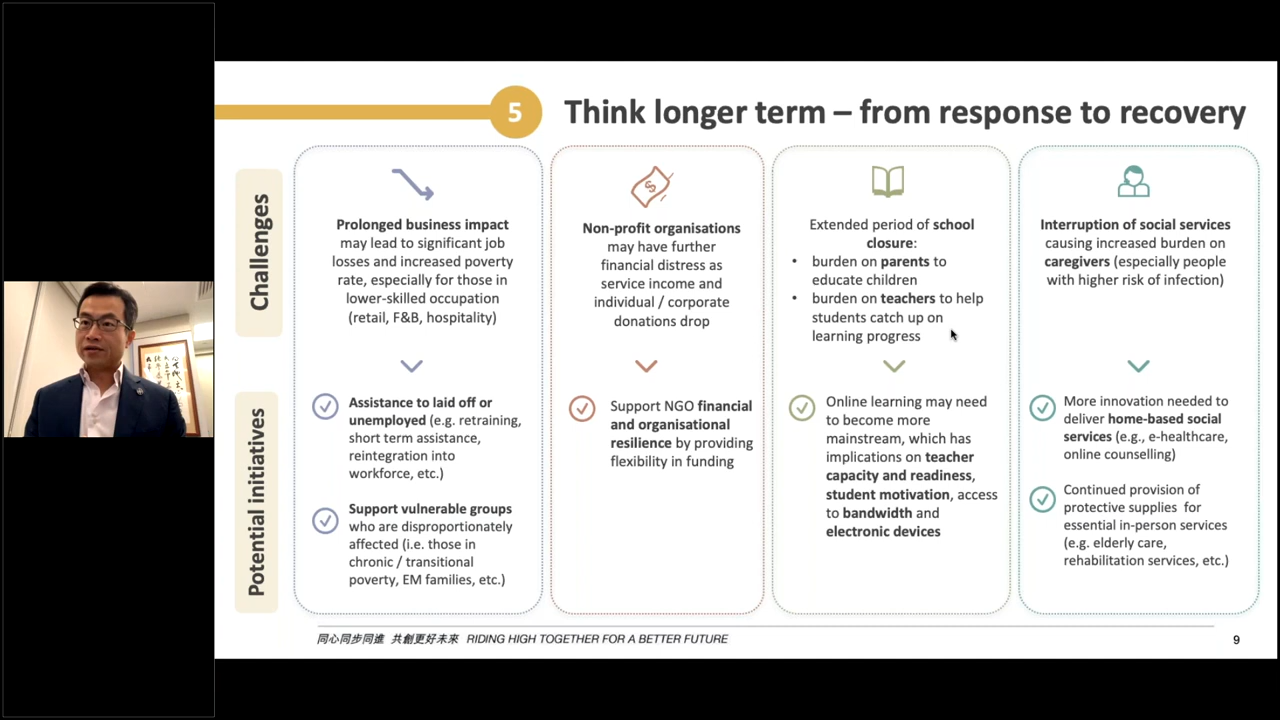 5
Think longer term – from response to recovery
Challenges
Prolonged business impact
may lead to significant job
losses and increased poverty
rate, especially for those in
lower-skilled occupation
(retail, F&B, hospitality)
$
Non-profit organisations
may have further
financial distress as
service income and
individual / corporate
donations drop
Extended period of school
closure:
• burden on parents to
educate children
• burden on teachers to help
students catch up on
learning progress
Interruption of social services
causing increased burden on
caregivers (especially people
with higher risk of infection)
Potential initiatives
Assistance to laid off or
unemployed (e.g. retraining,
short term assistance,
reintegration into
workforce, etc.)
Support vulnerable groups
who are disproportionately
affected (i.e. those in
chronic / transitional
poverty, EM families, etc.)
Support NGO financial
and organisational
resilience by providing
flexibility in funding
Online learning may need
to become more
mainstream, which has
implications on teacher
capacity and readiness,
student motivation, access
to bandwidth and
electronic devices
More innovation needed to
deliver home-based social
services (e.g., e-healthcare,
online counselling)
Continued provision of
protective supplies for
essential in-person services
(e.g. elderly care,
rehabilitation services, etc.)
同心同步同進 共創更好未來 RIDING HIGH TOGETHER FOR A BETTER FUTURE
9